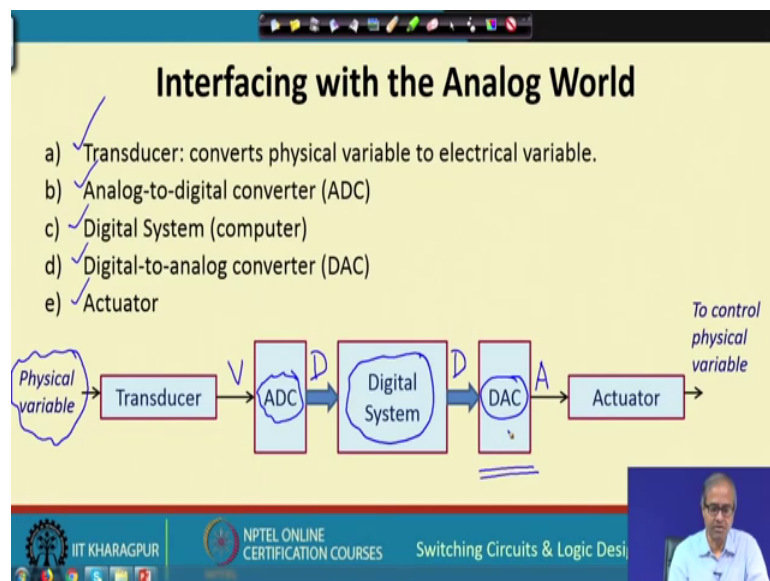 Interfacing with the Analog World
a) Transducer: converts physical variable to electrical variable.
b) Analog-to-digital converter (ADC)
c) Digital System (computer)
d) Digital-to-analog converter (DAC)
e) Actuator
Physical
variable
Transducer
V
ADC
D
Digital
System
D
DAC
A
Actuator
To control
physical
variable
IIT KHARAGPUR
NPTEL ONLINE
CERTIFICATION COURSES
Switching Circuits & Logic Desi